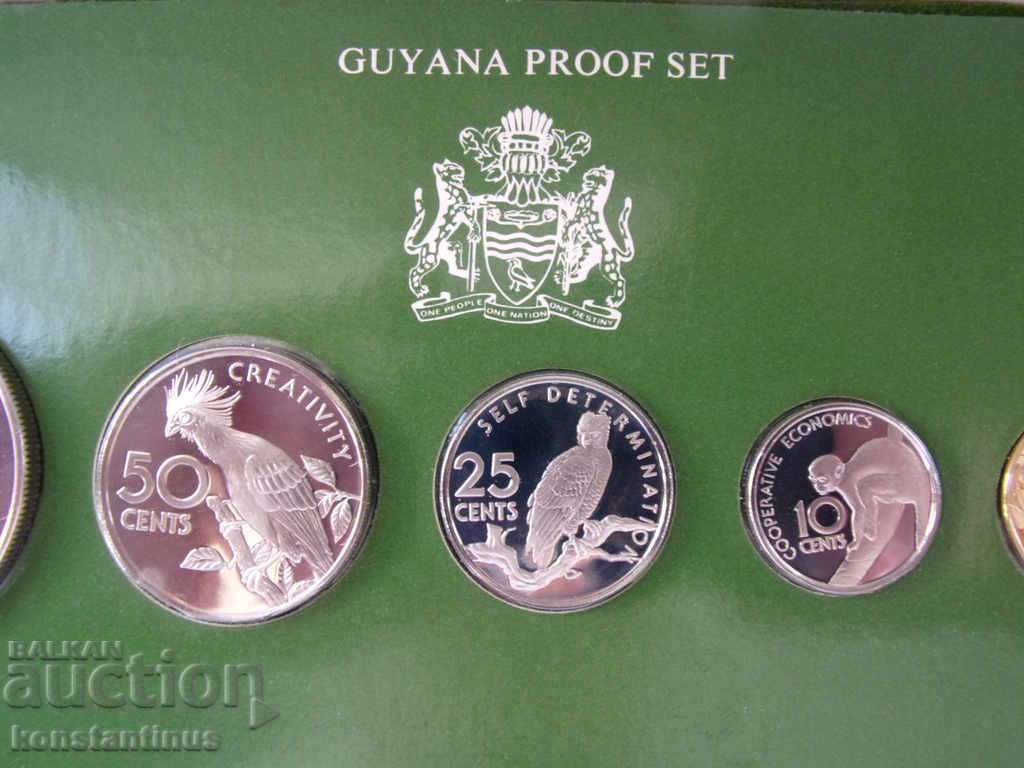 GUYANA PROOF SET
ONE PEOPLE ONE NATION ONE DESTINY
CREATIVITY
50
CENTS
SELF DETERMINATION
25
CENTS
COOPERATIVE ECONOMICS
10
CENTS
BALKAN
auction
konstantinus